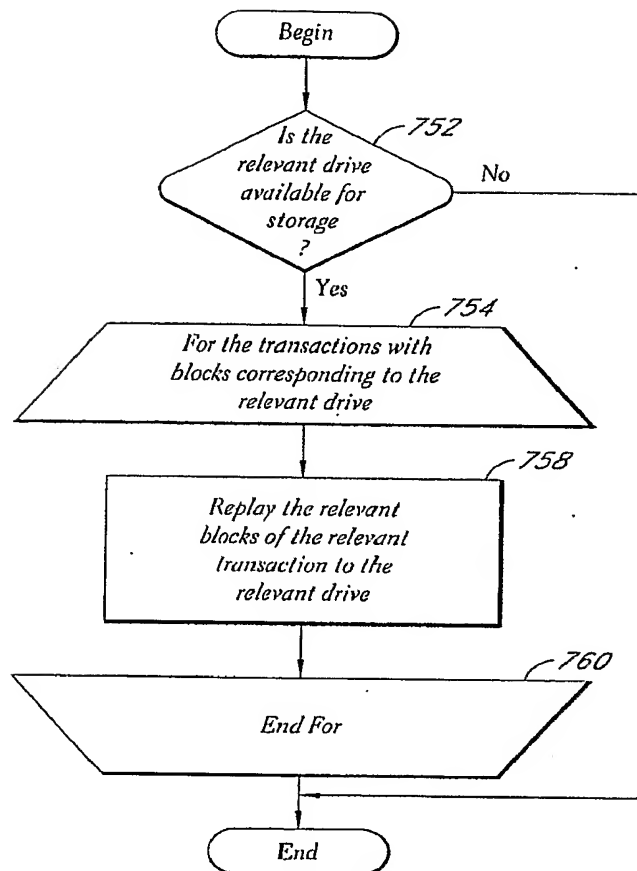 Begin
752
Is the
relevant drive
available for
storage
?
No
Yes
754
For the transactions with
blocks corresponding to the
relevant drive
758
Replay the relevant
blocks of the relevant
transaction to the
relevant drive
760
End For
End